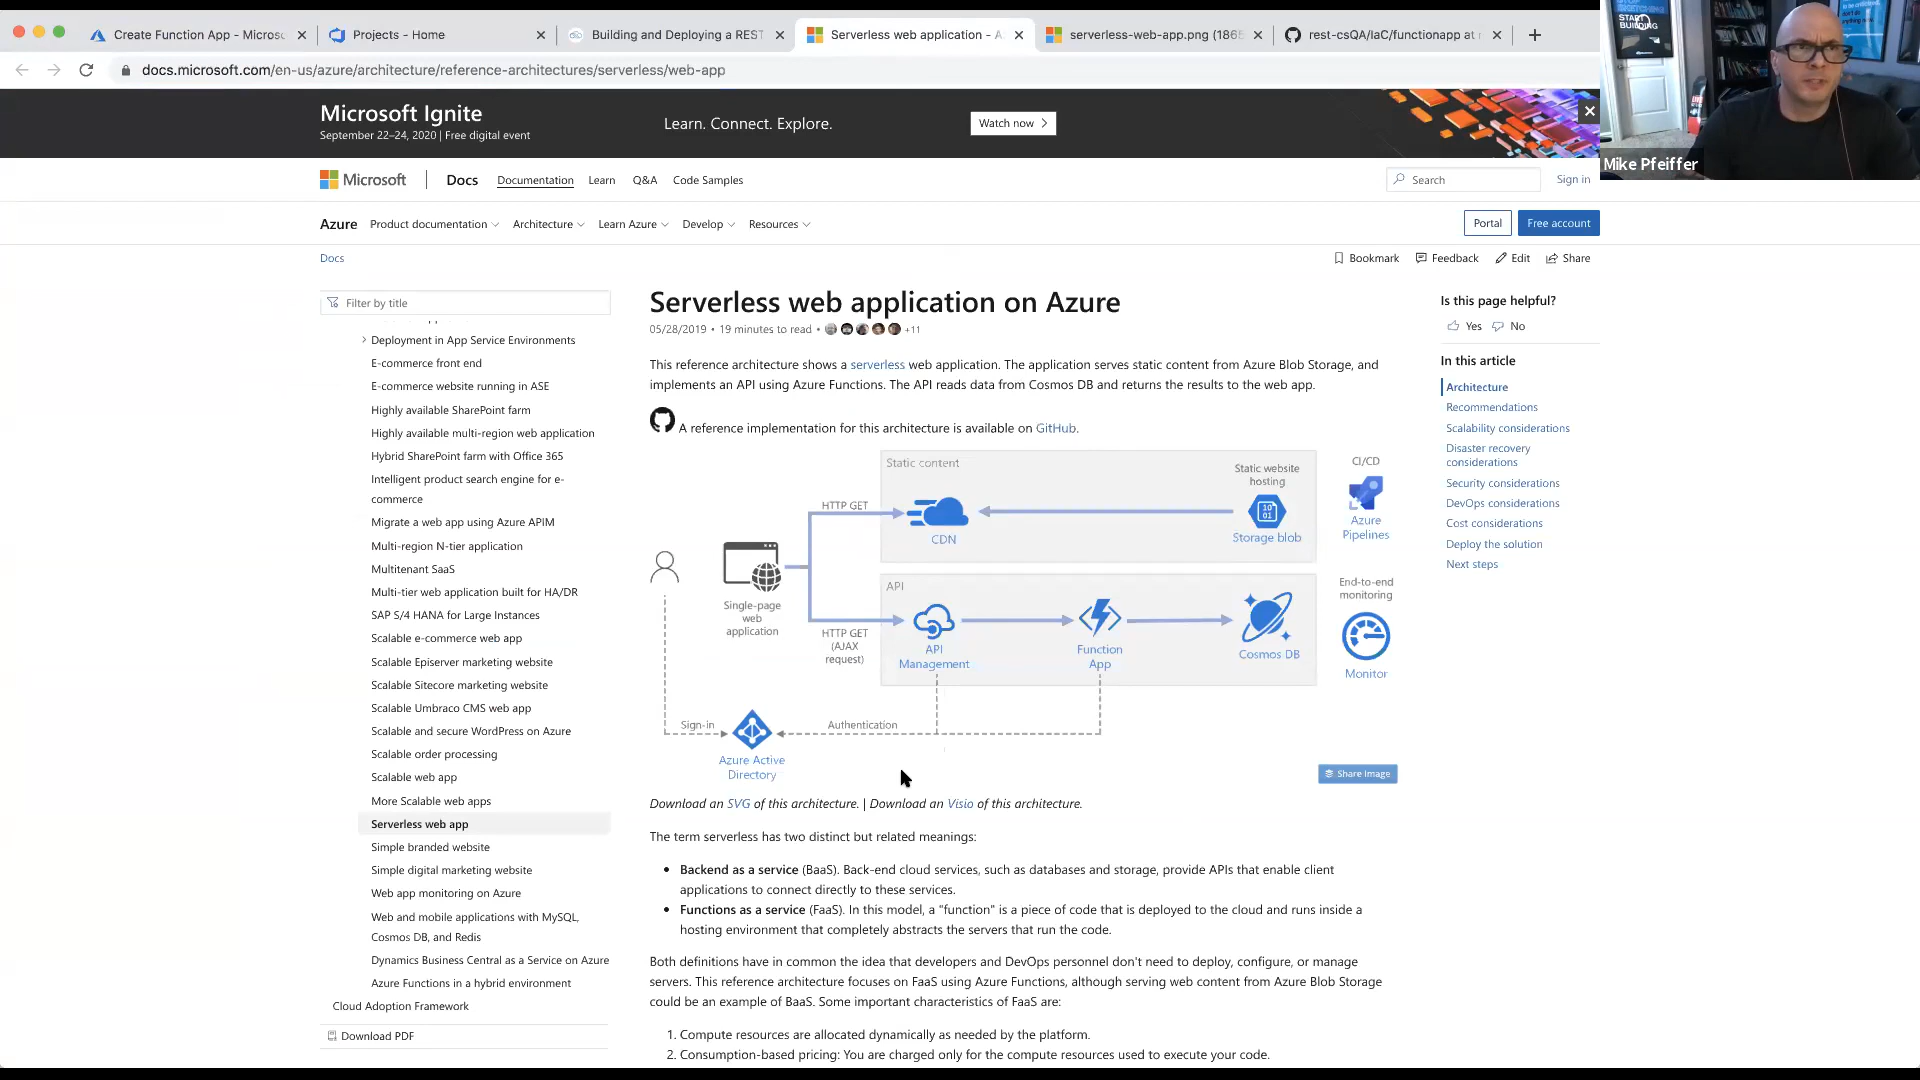 Create Function App - Micros
Projects - Home
Building and Deploying a REST
Serverless web application - A
serverless-web-app.png (186
rest-csQA/IaC/functionapp at
docs.microsoft.com/en-us/azure/architecture/reference-architectures/serverless/web-app
START
BUILDING
Mike Pfeiffer
Microsoft Ignite
September 22–24, 2020 | Free digital event
Learn. Connect. Explore.
Watch now
Microsoft
Docs
Documentation
Learn
Q&A
Code Samples
Search
Sign in
Azure
Product documentation
Architecture
Learn Azure
Develop
Resources
Portal
Free account
Docs
Bookmark
Feedback
Edit
Share
Filter by title
Deployment in App Service Environments
E-commerce front end
E-commerce website running in ASE
Highly available SharePoint farm
Highly available multi-region web application
Hybrid SharePoint farm with Office 365
Intelligent product search engine for e-
commerce
Migrate a web app using Azure APIM
Multi-region N-tier application
Multitenant SaaS
Multi-tier web application built for HA/DR
SAP S/4 HANA for Large Instances
Scalable e-commerce web app
Scalable Episerver marketing website
Scalable Sitecore marketing website
Scalable Umbraco CMS web app
Scalable and secure WordPress on Azure
Scalable order processing
Scalable web app
More Scalable web apps
Serverless web app
Simple branded website
Simple digital marketing website
Web app monitoring on Azure
Web and mobile applications with MySQL,
Cosmos DB, and Redis
Dynamics Business Central as a Service on Azure
Azure Functions in a hybrid environment
Cloud Adoption Framework
Download PDF
Serverless web application on Azure
05/28/2019 • 19 minutes to read • +11
This reference architecture shows a serverless web application. The application serves static content from Azure Blob Storage, and
implements an API using Azure Functions. The API reads data from Cosmos DB and returns the results to the web app.
A reference implementation for this architecture is available on GitHub.
Static content
Static website
hosting
HTTP GET
CDN
Storage blob
CI/CD
Azure
Pipelines
Single-page
web
application
API
HTTP GET
(AJAX
request)
API
Management
Function
App
Cosmos DB
End-to-end
monitoring
Monitor
Sign-in
Authentication
Azure Active
Directory
Share Image
Download an SVG of this architecture. | Download an Visio of this architecture.
The term serverless has two distinct but related meanings:
• Backend as a service (BaaS). Back-end cloud services, such as databases and storage, provide APIs that enable client
applications to connect directly to these services.
• Functions as a service (FaaS). In this model, a "function" is a piece of code that is deployed to the cloud and runs inside a
hosting environment that completely abstracts the servers that run the code.
Both definitions have in common the idea that developers and DevOps personnel don't need to deploy, configure, or manage
servers. This reference architecture focuses on FaaS using Azure Functions, although serving web content from Azure Blob Storage
could be an example of BaaS. Some important characteristics of FaaS are:
1. Compute resources are allocated dynamically as needed by the platform.
2. Consumption-based pricing: You are charged only for the compute resources used to execute your code.
Is this page helpful?
Yes
No
In this article
Architecture
Recommendations
Scalability considerations
Disaster recovery
considerations
Security considerations
DevOps considerations
Cost considerations
Deploy the solution
Next steps